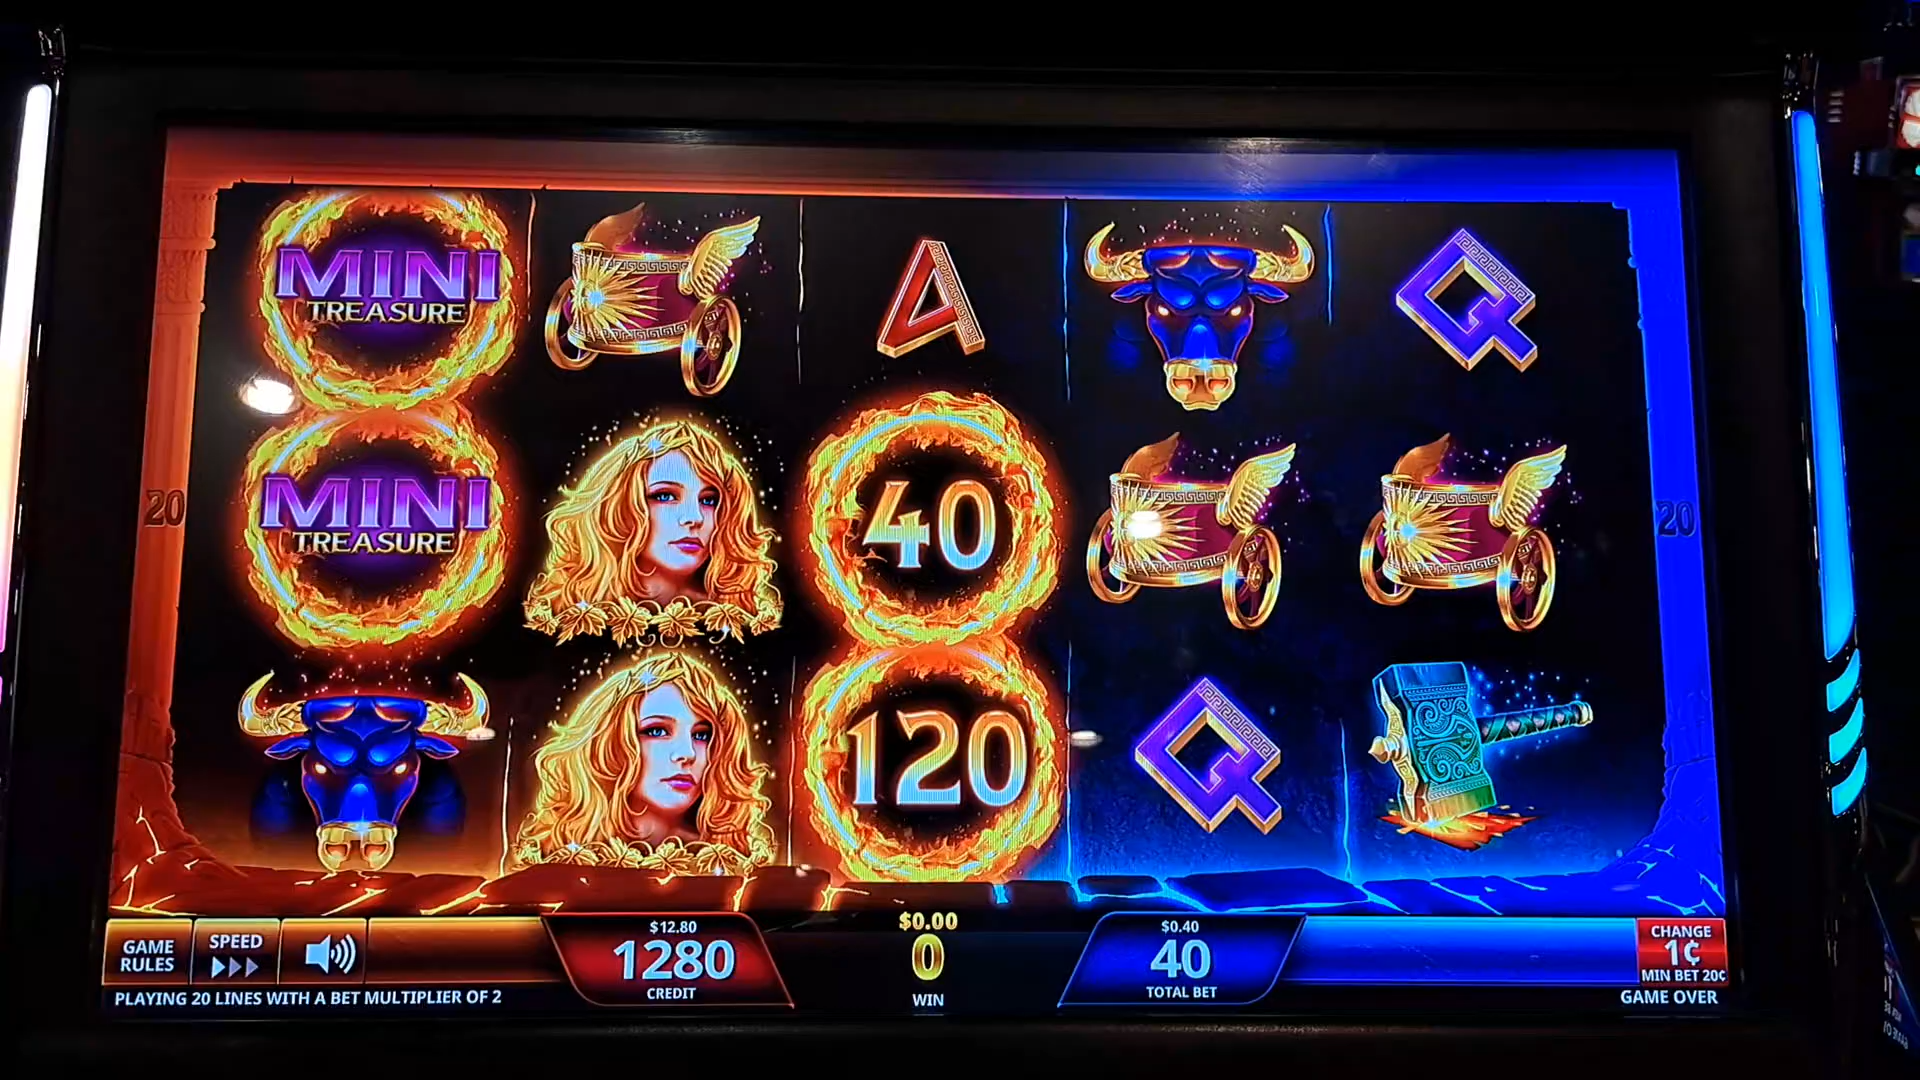 MINI
TREASURE
A
Q
MINI
TREASURE
40
20
20
120
Q
GAME
RULES
SPEED
$12.80
1280
CREDIT
$0.00
0
WIN
$0.40
40
TOTAL BET
CHANGE
1¢
MIN BET 20¢
PLAYING 20 LINES WITH A BET MULTIPLIER OF 2
GAME OVER